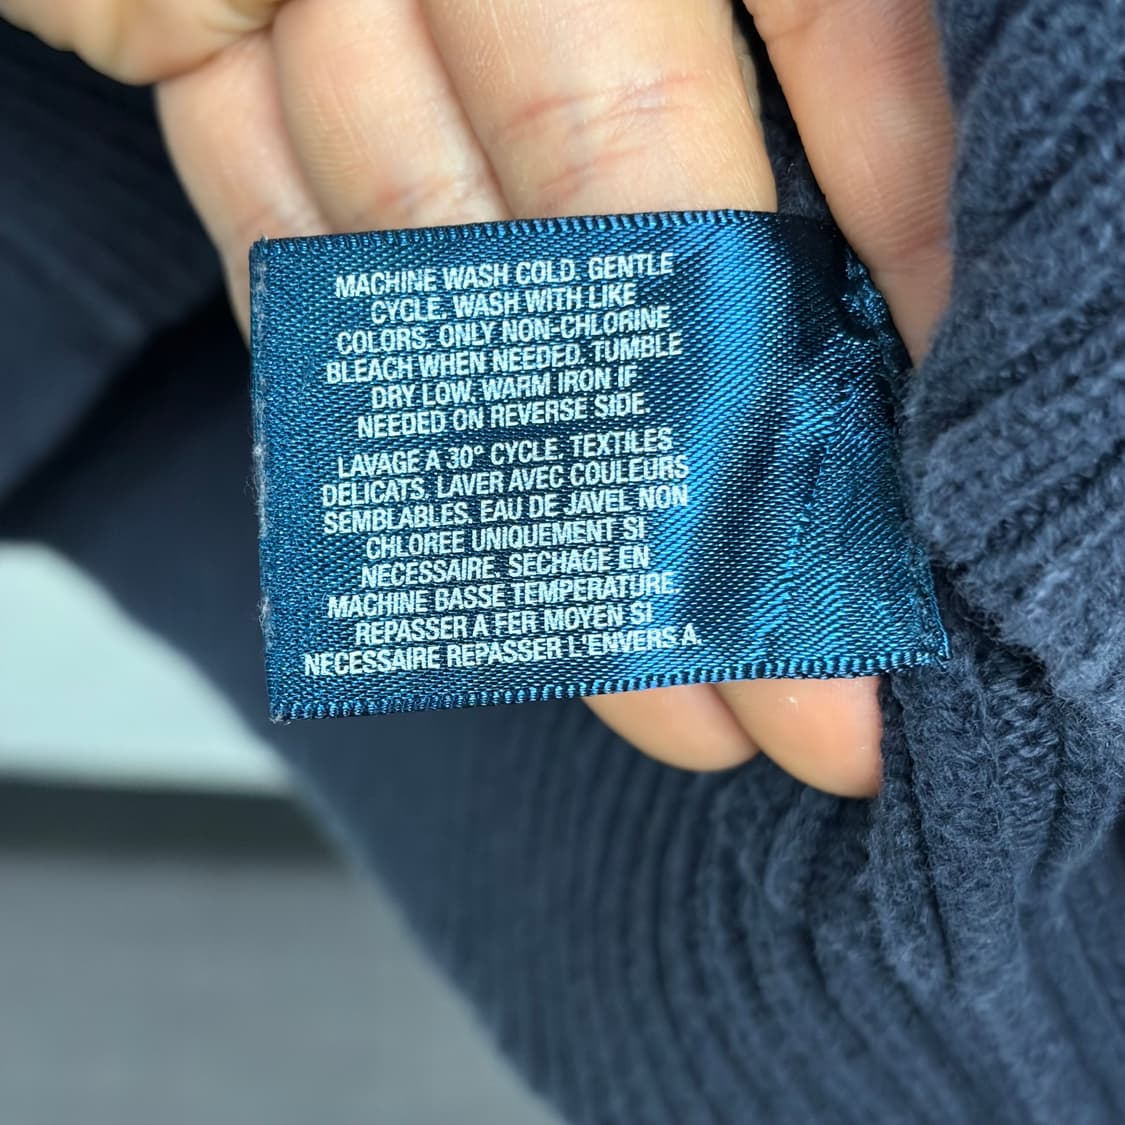 MACHINE WASH COLD. GENTLE
CYCLE. WASH WITH LIKE
COLORS. ONLY NON-CHLORINE
BLEACH WHEN NEEDED. TUMBLE
DRY LOW. WARM IRON IF
NEEDED ON REVERSE SIDE.
LAVAGE A 30° CYCLE. TEXTILES
DELICATS. LAVER AVEC COULEURS
SEMBLABLES. EAU DE JAVEL NON
CHLOREE UNIQUEMENT SI
NECESSAIRE. SECHAGE EN
MACHINE BASSE TEMPERATURE.
REPASSER A FER MOYEN SI
NECESSAIRE REPASSER L'ENVERS A.